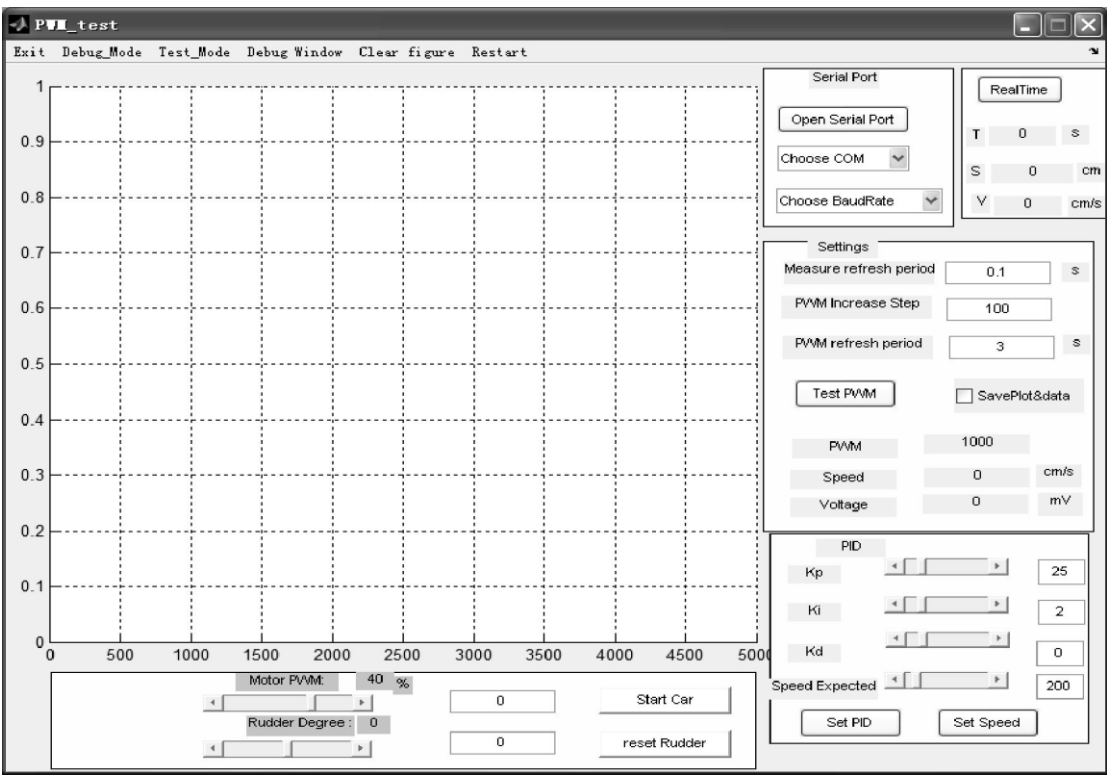 PWM_test
Exit Debug_Mode Test_Mode Debug Window Clear figure Restart
1
0.9
0.8
0.7
0.6
0.5
0.4
0.3
0.2
0.1
0
0 500 1000 1500 2000 2500 3000 3500 4000 4500 5000
Serial Port
Open Serial Port
Choose COM
Choose BaudRate
RealTime
T 0 s
S 0 cm
V 0 cm/s
Settings
Measure refresh period 0.1 s
PWM Increase Step 100
PWM refresh period 3 s
Test PWM SavePlot&data
PWM 1000
Speed 0 cm/s
Voltage 0 mV
PID
Kp 25
Ki 2
Kd 0
Speed Expected 200
Set PID Set Speed
Motor PWM: 40 %
0 Start Car
Rudder Degree : 0
0 reset Rudder